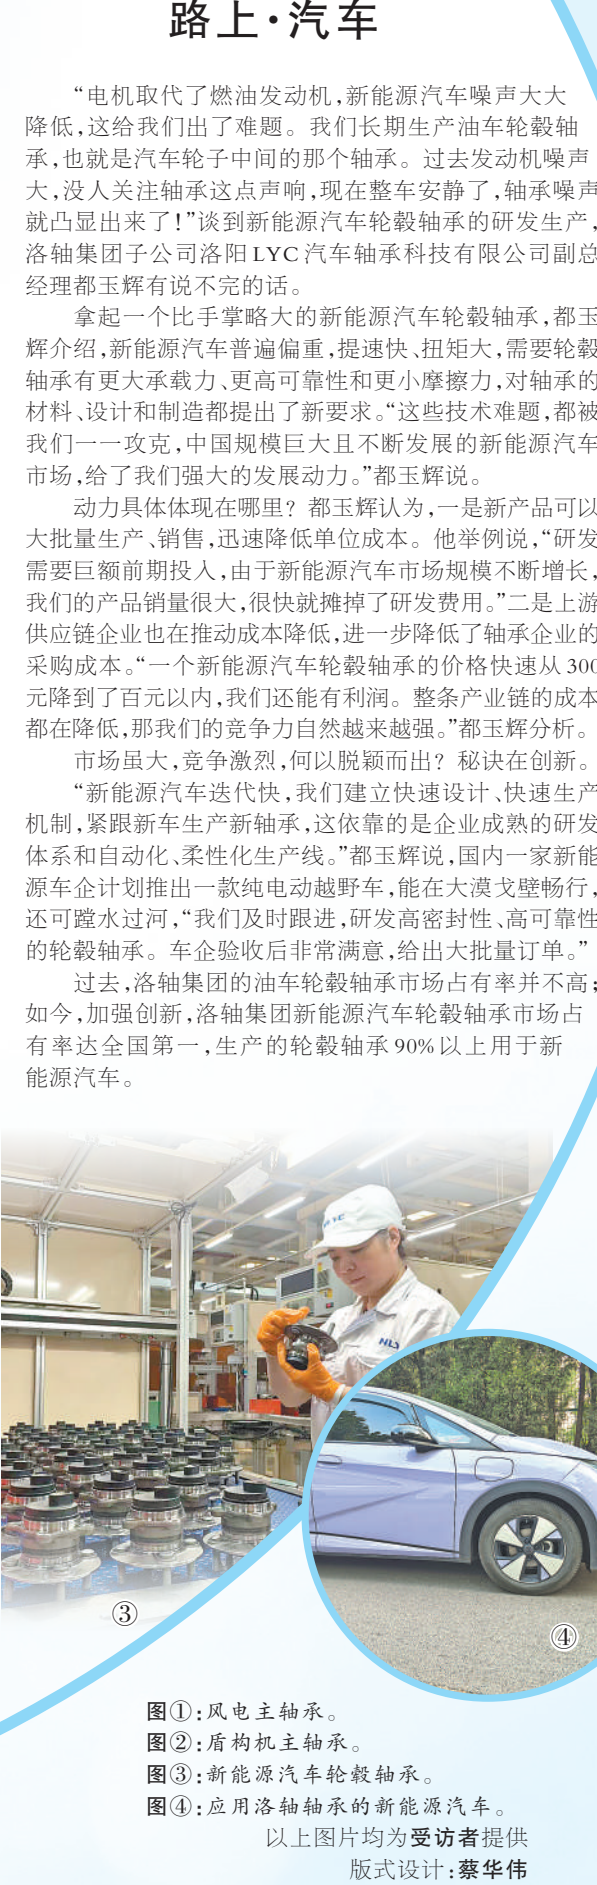 路上·汽车
“电机取代了燃油发动机,新能源汽车噪声大大
降低,这给我们出了难题。我们长期生产油车轮毂轴
承,也就是汽车轮子中间的那个轴承。过去发动机噪声
大,没人关注轴承这点声响,现在整车安静了,轴承噪声
就凸显出来了!”谈到新能源汽车轮毂轴承的研发生产,
洛轴集团子公司洛阳LYC汽车轴承科技有限公司副总
经理都玉辉有说不完的话。
拿起一个比手掌略大的新能源汽车轮毂轴承,都玉
辉介绍,新能源汽车普遍偏重,提速快、扭矩大,需要轮毂
轴承有更大承载力、更高可靠性和更小摩擦力,对轴承的
材料、设计和制造都提出了新要求。“这些技术难题,都被
我们一一攻克,中国规模巨大且不断发展的新能源汽车
市场,给了我们强大的发展动力。”都玉辉说。
动力具体体现在哪里?都玉辉认为,一是新产品可以
大批量生产、销售,迅速降低单位成本。他举例说,“研发
需要巨额前期投入,由于新能源汽车市场规模不断增长,
我们的产品销量很大,很快就摊掉了研发费用。”二是上游
供应链企业也在推动成本降低,进一步降低了轴承企业的
采购成本。“一个新能源汽车轮毂轴承的价格快速从300
元降到了百元以内,我们还能有利润。整条产业链的成本
都在降低,那我们的竞争力自然越来越强。”都玉辉分析。
市场虽大,竞争激烈,何以脱颖而出?秘诀在创新。
“新能源汽车迭代快,我们建立快速设计、快速生产
机制,紧跟新车生产新轴承,这依靠的是企业成熟的研发
体系和自动化、柔性化生产线。”都玉辉说,国内一家新能
源车企计划推出一款纯电动越野车,能在大漠戈壁畅行,
还可蹚水过河,“我们及时跟进,研发高密封性、高可靠性
的轮毂轴承。车企验收后非常满意,给出大批量订单。”
过去,洛轴集团的油车轮毂轴承市场占有率并不高;
如今,加强创新,洛轴集团新能源汽车轮毂轴承市场占
有率达全国第一,生产的轮毂轴承90%以上用于新
能源汽车。
③
④
图①:风电主轴承。
图②:盾构机主轴承。
图③:新能源汽车轮毂轴承。
图④:应用洛轴轴承的新能源汽车。
以上图片均为受访者提供
版式设计:蔡华伟